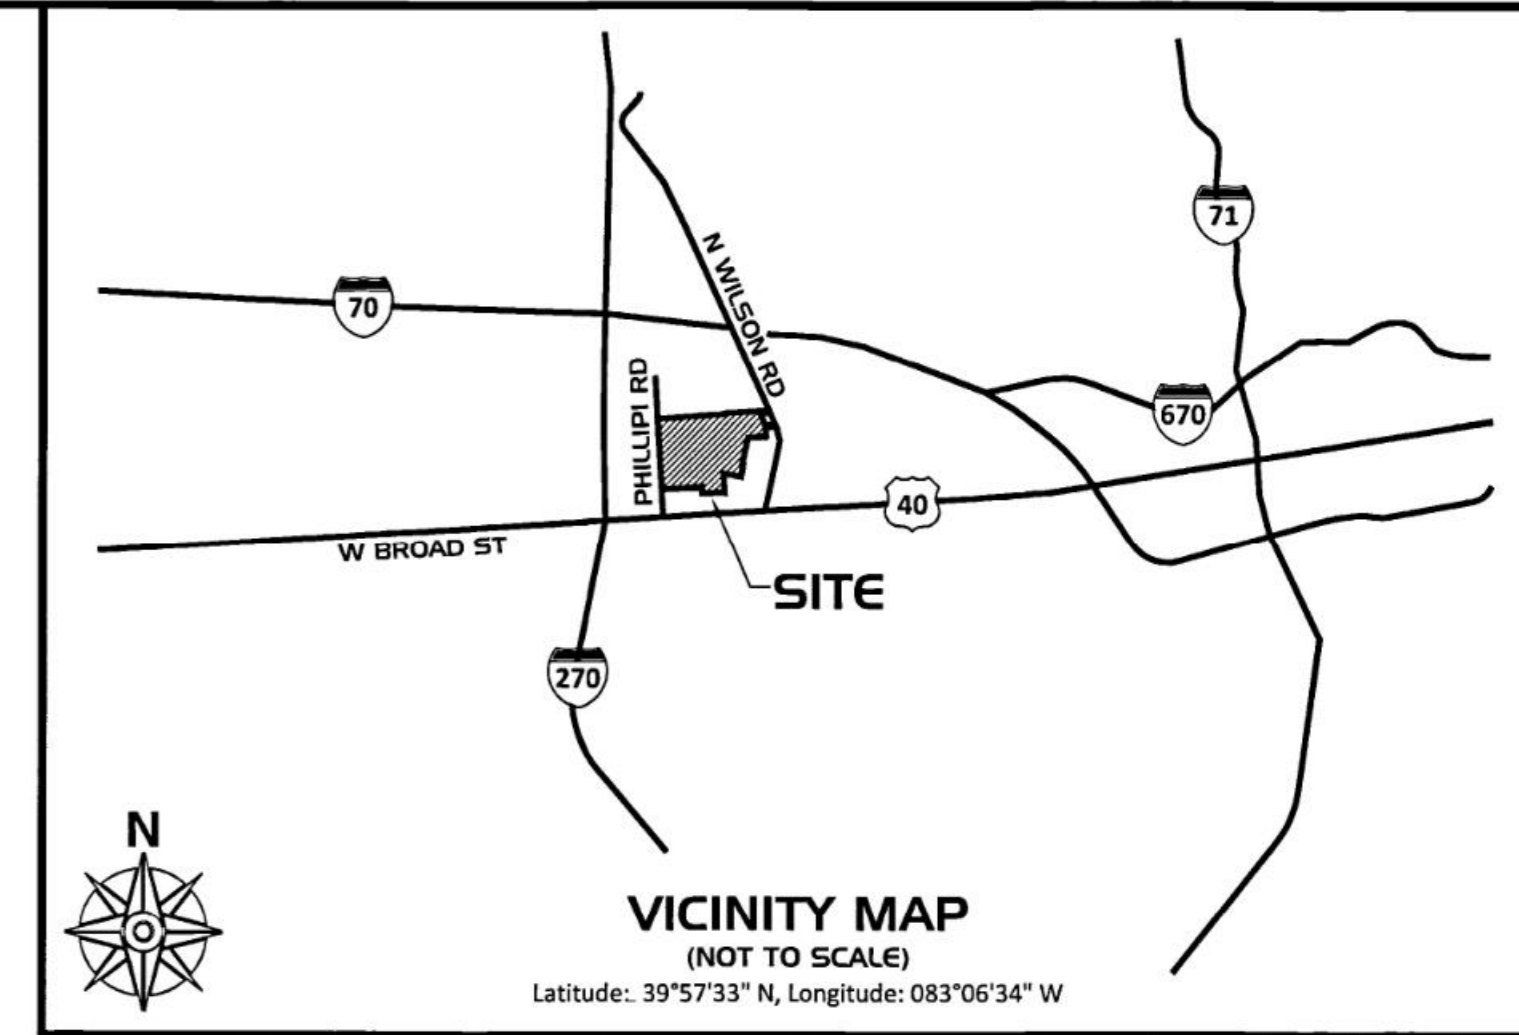 71
N WILSON RD
70
PHILLIPI RD
670
40
W BROAD ST
SITE
270
N
VICINITY MAP
(NOT TO SCALE)
Latitude: 39°57'33" N, Longitude: 083°06'34" W